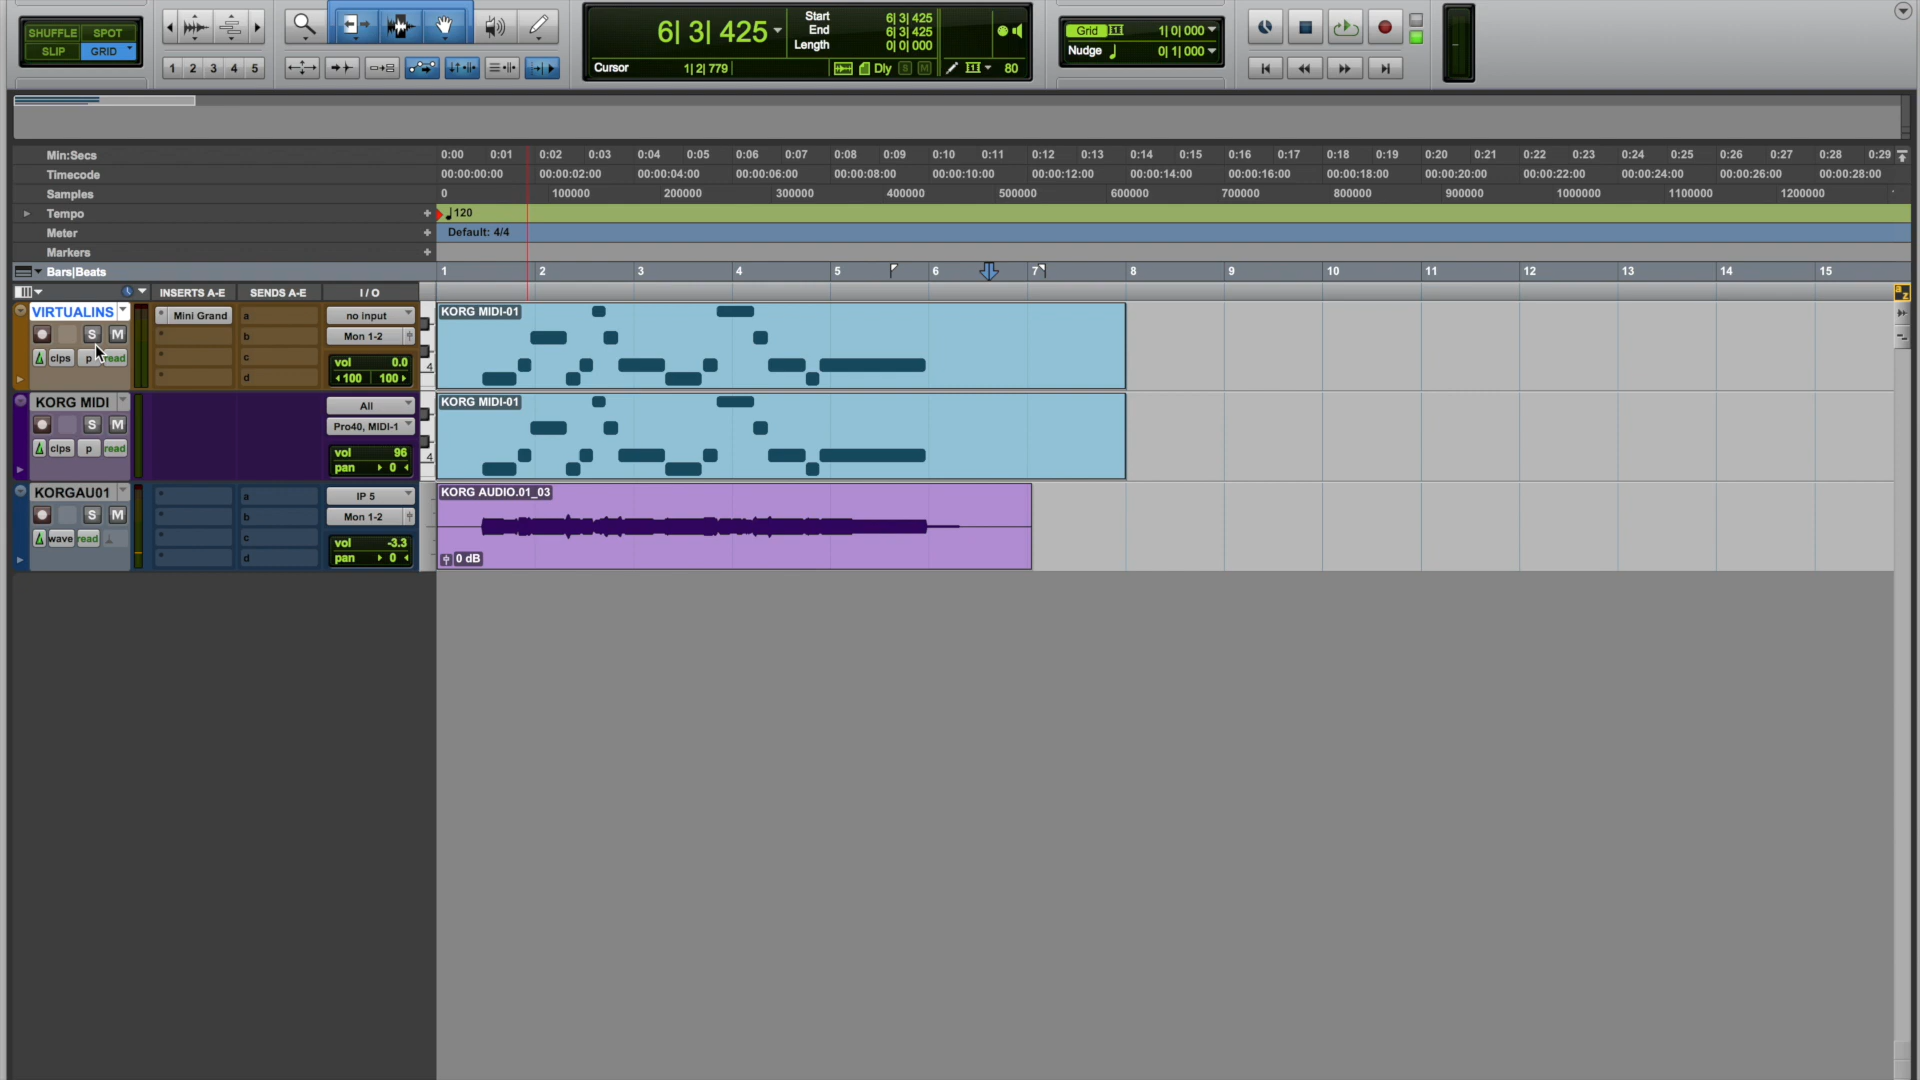 SHUFFLE SPOT
SLIP GRID
1 2 3 4 5
6| 3| 425
Start 6| 3| 425
End 6| 3| 425
Length 0| 0| 000
Cursor 1| 2| 779
Dly S M 80
Grid 1| 0| 000
Nudge 0| 1| 000
Min:Secs 0:00 0:01 0:02 0:03 0:04 0:05 0:06 0:07 0:08 0:09 0:10 0:11 0:12 0:13 0:14 0:15 0:16 0:17 0:18 0:19 0:20 0:21 0:22 0:23 0:24 0:25 0:26 0:27 0:28 0:29
Timecode 00:00:00:00 00:00:02:00 00:00:04:00 00:00:06:00 00:00:08:00 00:00:10:00 00:00:12:00 00:00:14:00 00:00:16:00 00:00:18:00 00:00:20:00 00:00:22:00 00:00:24:00 00:00:26:00 00:00:28:00
Samples 0 100000 200000 300000 400000 500000 600000 700000 800000 900000 1000000 1100000 1200000
Tempo + 120
Meter + Default: 4/4
Markers +
Bars|Beats 1 2 3 4 5 6 7 8 9 10 11 12 13 14 15
INSERTS A-E SENDS A-E I / O
a z
VIRTUALINS Mini Grand a no input KORG MIDI-01
S M b Mon 1-2
clps p read c vol 0.0
d 100 100 4
KORG MIDI All KORG MIDI-01
S M Pro40, MIDI-1
clps p read vol 96
pan 0 4
KORGAU01 a IP 5 KORG AUDIO.01_03
S M b Mon 1-2
wave read c vol -3.3
d pan 0 0 dB